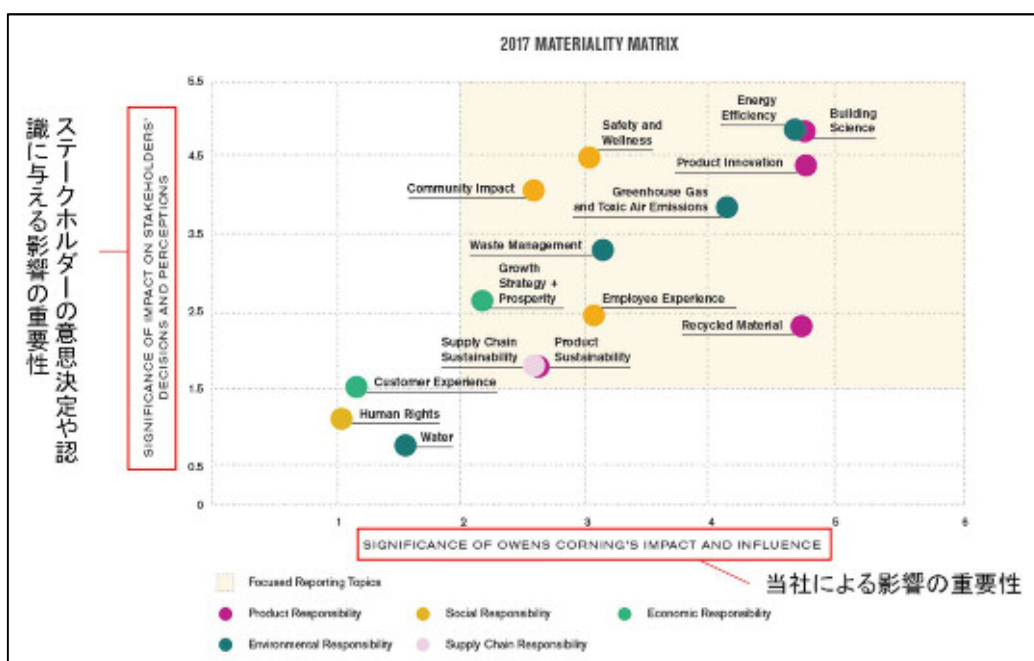 2017 MATERIALITY MATRIX
ステークホルダーの意思決定や認
識に与える影響の重要性
SIGNIFICANCE OF IMPACT ON STAKEHOLDERS'
DECISIONS AND PERCEPTIONS
5.5
4.5
3.5
2.5
1.5
0.5
0
Energy
Efficiency
Building
Science
Safety and
Wellness
Product Innovation
Community Impact
Greenhouse Gas
and Toxic Air Emissions
Waste Management
Growth
Strategy +
Prosperity
Employee Experience
Recycled Material
Supply Chain
Sustainability
Product
Sustainability
Customer Experience
Human Rights
Water
1 2 3 4 5 6
SIGNIFICANCE OF OWENS CORNING'S IMPACT AND INFLUENCE
当社による影響の重要性
Focused Reporting Topics
Product Responsibility Social Responsibility Economic Responsibility
Environmental Responsibility Supply Chain Responsibility